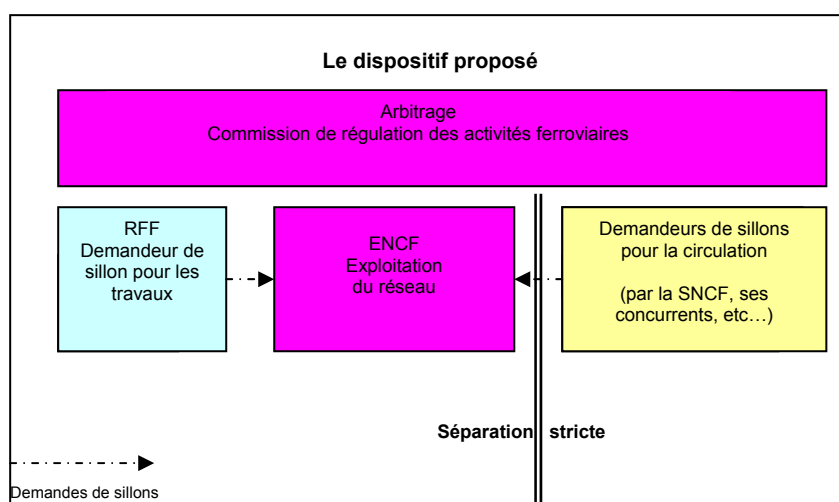 Le dispositif proposé
Arbitrage
Commission de régulation des activités ferroviaires
RFF
Demandeur de
sillon pour les
travaux
ENCF
Exploitation
du réseau
Demandeurs de sillons
pour la circulation
(par la SNCF, ses
concurrents, etc…)
Séparation stricte
Demandes de sillons